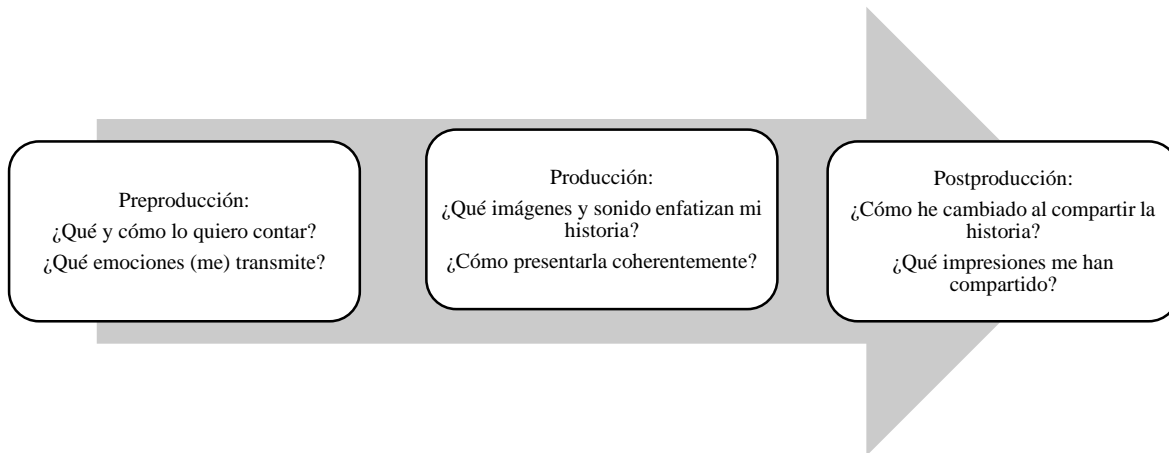 Preproducción:
¿Qué y cómo lo quiero contar?
¿Qué emociones (me) transmite?
Producción:
¿Qué imágenes y sonido enfatizan mi
historia?
¿Cómo presentarla coherentemente?
Postproducción:
¿Cómo he cambiado al compartir la
historia?
¿Qué impresiones me han
compartido?